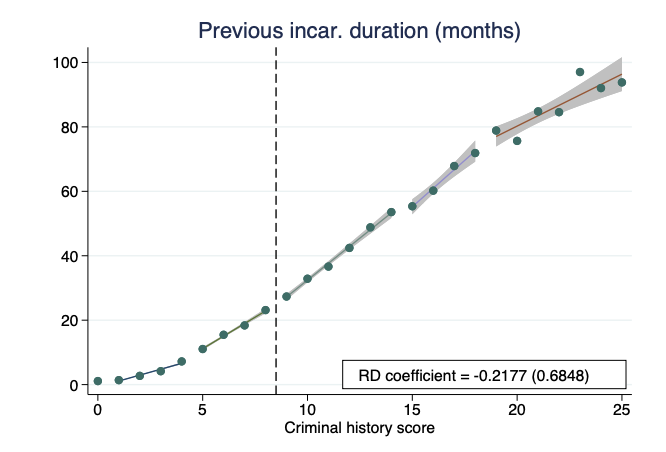 Previous incar. duration (months)
100
80
60
40
20
0
RD coefficient = -0.2177 (0.6848)
0 5 10 15 20 25
Criminal history score